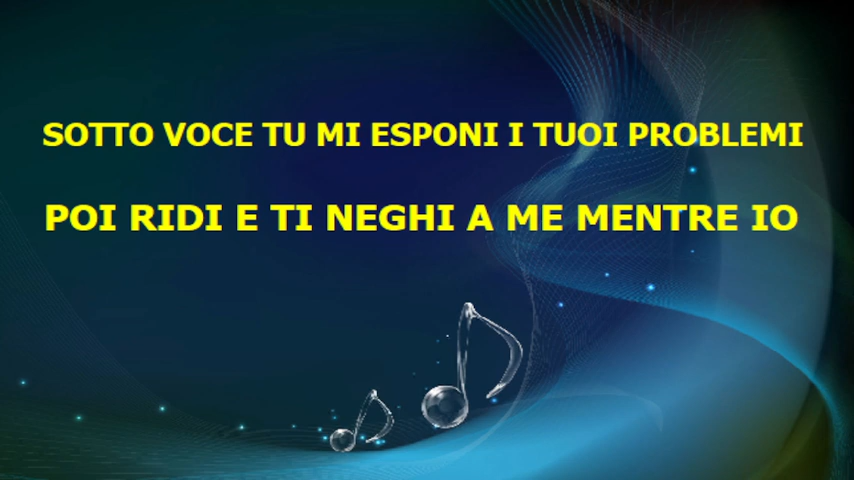 SOTTO VOCE TU MI ESPONI I TUOI PROBLEMI
POI RIDI E TI NEGHI A ME MENTRE IO